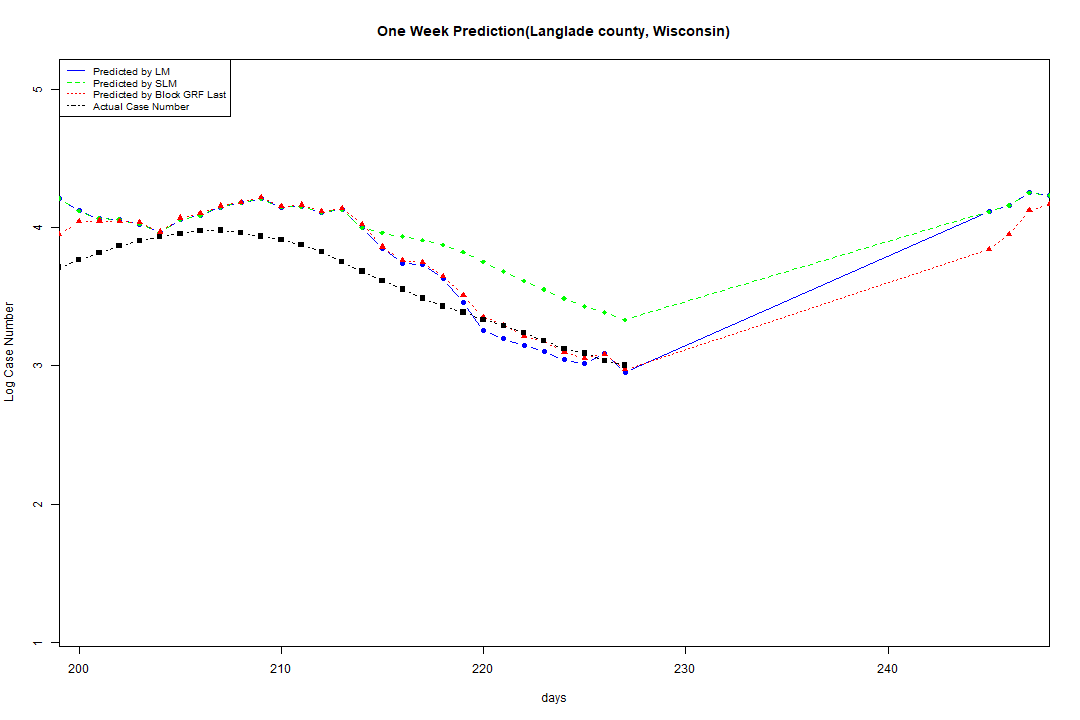 One Week Prediction(Langlade county, Wisconsin)
Predicted by LM
Predicted by SLM
Predicted by Block GRF Last
Actual Case Number
5
4
3
2
1
Log Case Number
200 210 220 230 240
days